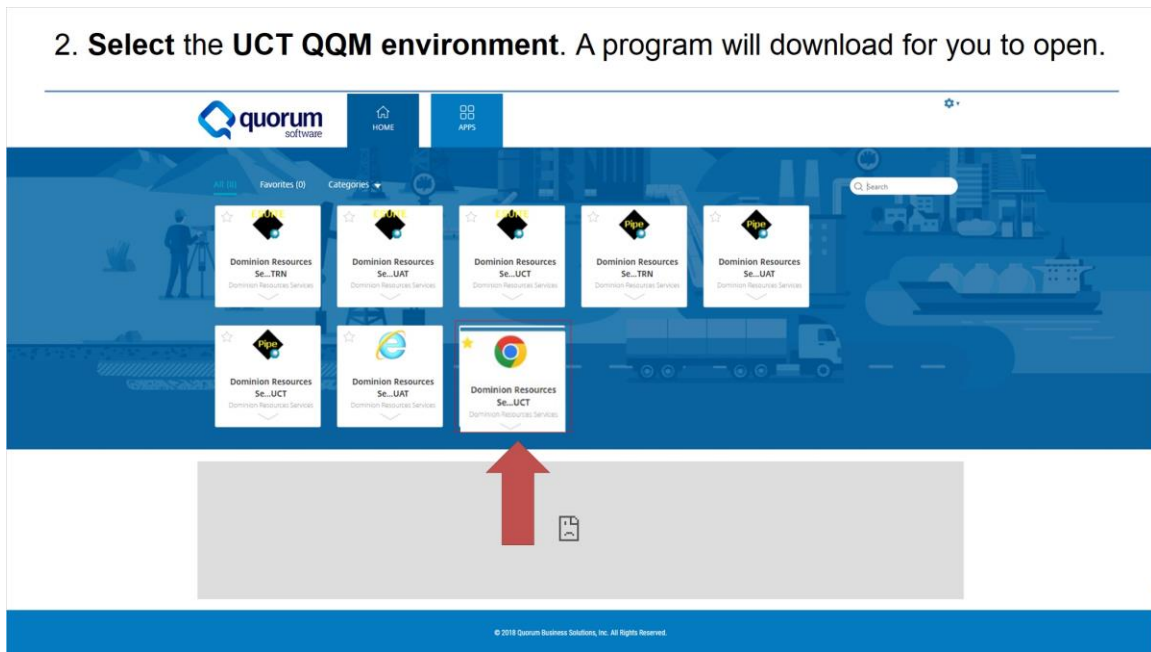 2. Select the UCT QQM environment. A program will download for you to open.
quorum
software
HOME
APPS
All (8)
Favorites (0)
Categories
Search
Dominion Resources
Se...TRN
Dominion Resources Services
Dominion Resources
Se...UAT
Dominion Resources Services
Dominion Resources
Se...UCT
Dominion Resources Services
Pipe
Dominion Resources
Se...TRN
Dominion Resources Services
Pipe
Dominion Resources
Se...UAT
Dominion Resources Services
Pipe
Dominion Resources
Se...UCT
Dominion Resources Services
Dominion Resources
Se...UAT
Dominion Resources Services
Dominion Resources
Se...UCT
Dominion Resources Services
© 2018 Quorum Business Solutions, Inc. All Rights Reserved.